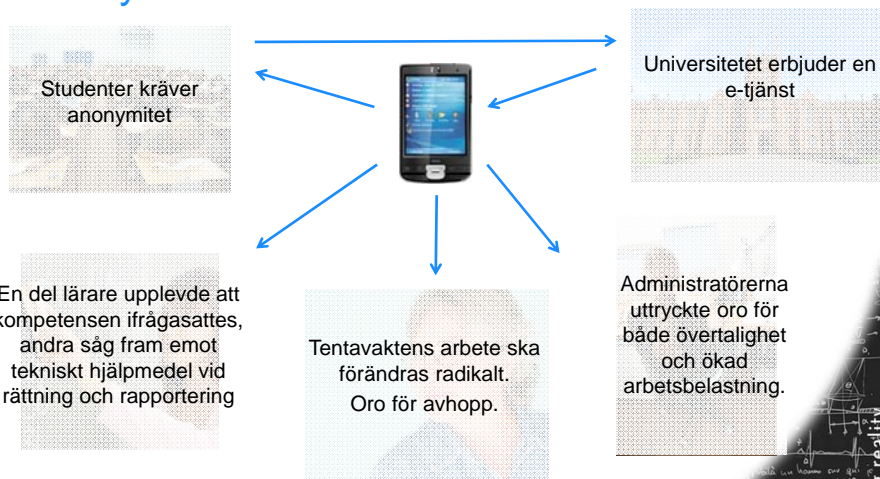 Studenter kräver
anonymitet
Universitetet erbjuder en
e-tjänst
En del lärare upplevde att
kompetensen ifrågasattes,
andra såg fram emot
tekniskt hjälpmedel vid
rättning och rapportering
Tentavaktens arbete ska
förändras radikalt.
Oro för avhopp.
Administratörerna
uttryckte oro för
både övertalighet
och ökad
arbetsbelastning.
reality